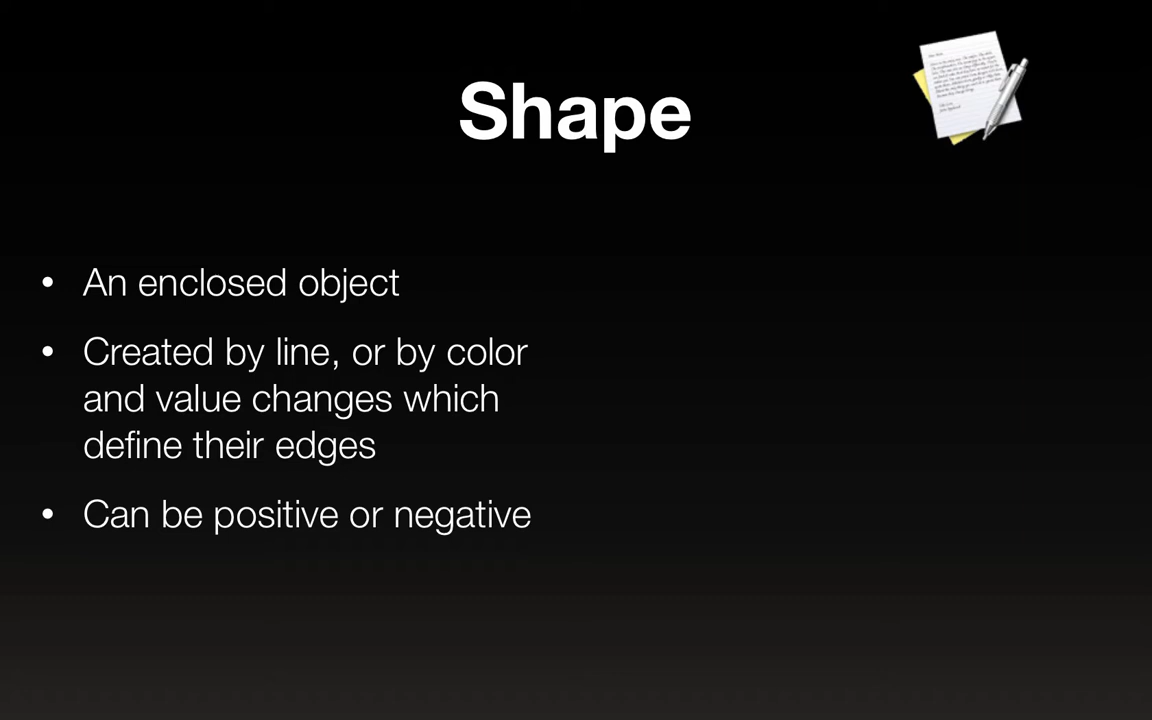 Shape
• An enclosed object
• Created by line, or by color
and value changes which
define their edges
• Can be positive or negative